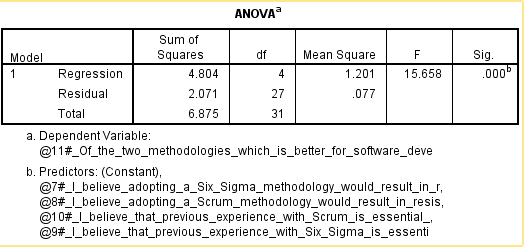 ANOVAa
Model Sum of Squares df Mean Square F Sig.
1 Regression 4.804 4 1.201 15.658 .000b
Residual 2.071 27 .077
Total 6.875 31
a. Dependent Variable:
@11#_Of_the_two_methodologies_which_is_better_for_software_deve
b. Predictors: (Constant),
@7#_I_believe_adopting_a_Six_Sigma_methodology_would_result_in_r,
@8#_I_believe_adopting_a_Scrum_methodology_would_result_in_resis,
@10#_I_believe_that_previous_experience_with_Scrum_is_essential_,
@9#_I_believe_that_previous_experience_with_Six_Sigma_is_essenti